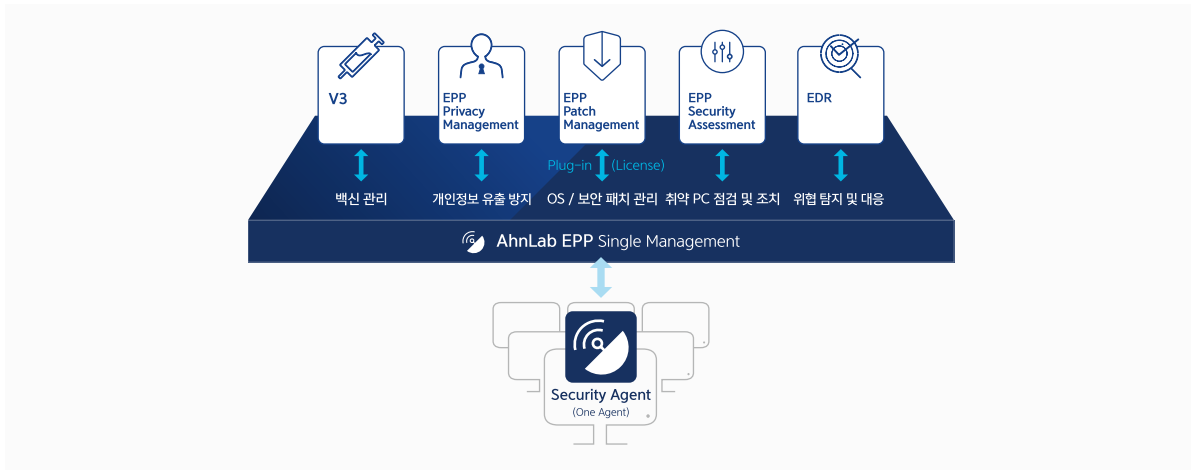 V3
EPP
Privacy
Management
EPP
Patch
Management
EPP
Security
Assessment
EDR
Plug-in (License)
백신 관리
개인정보 유출 방지
OS / 보안 패치 관리
취약 PC 점검 및 조치
위협 탐지 및 대응
AhnLab EPP Single Management
Security Agent
(One Agent)